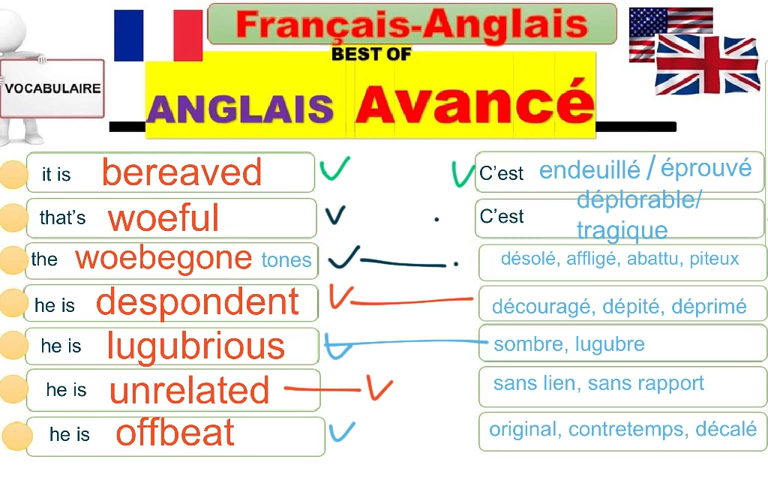 Français-Anglais
BEST OF
VOCABULAIRE
ANGLAIS Avancé
it is bereaved
C'est endeuillé / éprouvé
that's woeful
C'est déplorable/
tragique
the woebegone tones
désolé, affligé, abattu, piteux
he is despondent
découragé, dépité, déprimé
he is lugubrious
sombre, lugubre
he is unrelated
sans lien, sans rapport
he is offbeat
original, contretemps, décalé